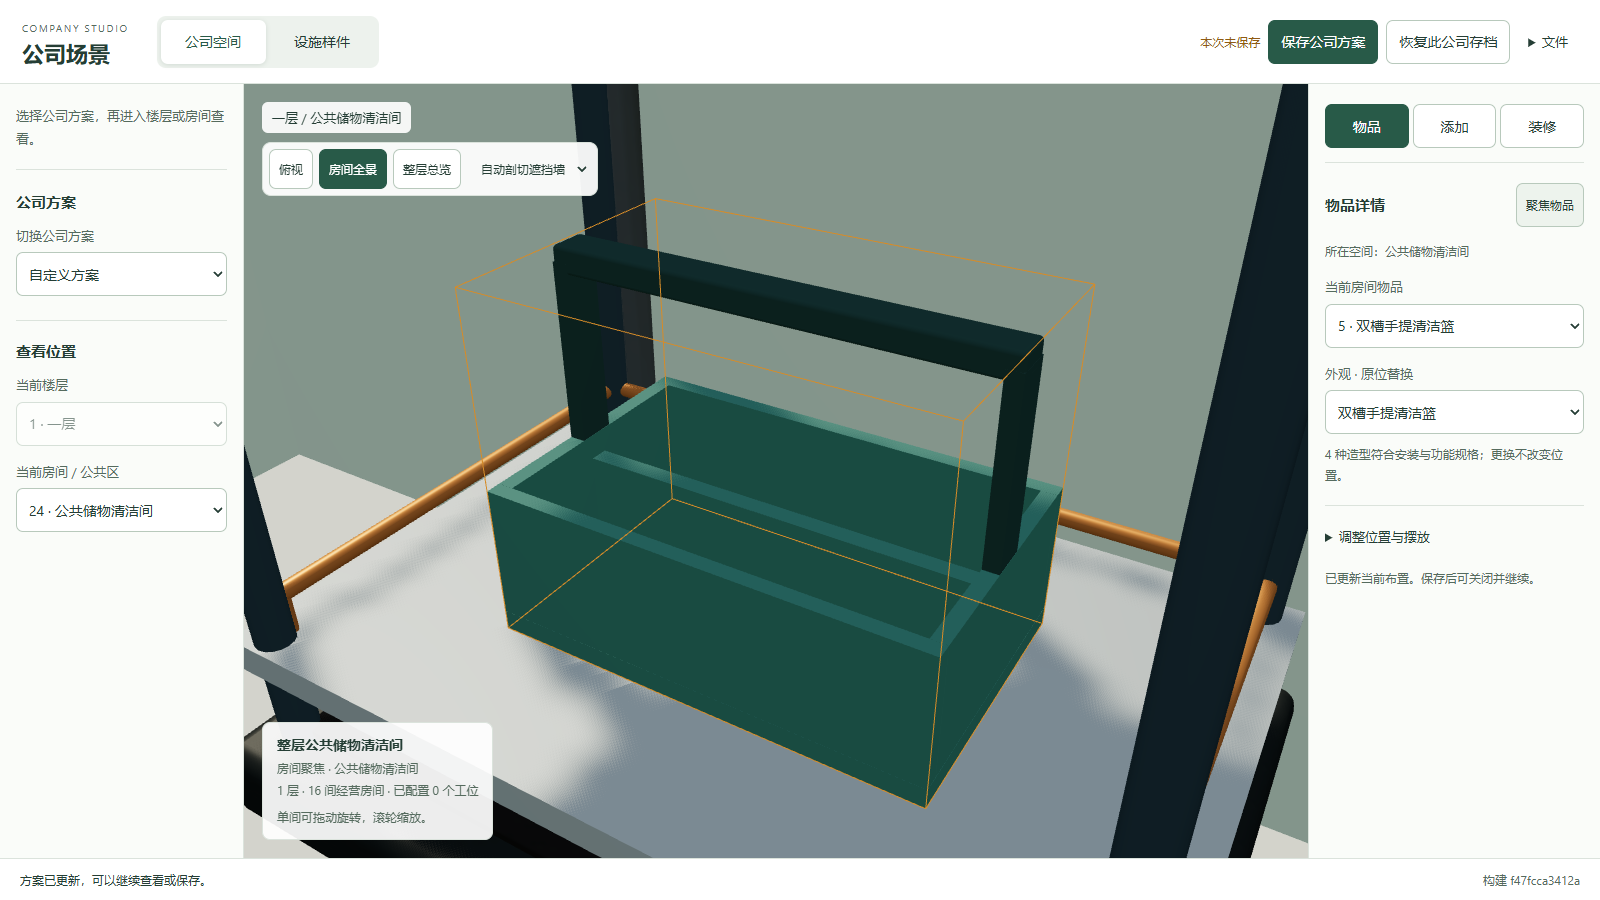 COMPANY STUDIO
公司场景
公司空间
设施样件
本次未保存
保存公司方案
恢复此公司存档
文件
选择公司方案，再进入楼层或房间查
看。
公司方案
切换公司方案
自定义方案
查看位置
当前楼层
1 · 一层
当前房间 / 公共区
24 · 公共储物清洁间
一层 / 公共储物清洁间
俯视
房间全景
整层总览
自动剖切遮挡墙
整层公共储物清洁间
房间聚焦 · 公共储物清洁间
1 层 · 16 间经营房间 · 已配置 0 个工位
单间可拖动旋转，滚轮缩放。
物品
添加
装修
物品详情
聚焦物品
所在空间：公共储物清洁间
当前房间物品
5 · 双槽手提清洁篮
外观 · 原位替换
双槽手提清洁篮
4 种造型符合安装与功能规格；更换不改变位
置。
调整位置与摆放
已更新当前布置。保存后可关闭并继续。
方案已更新，可以继续查看或保存。
构建 f47fcca3412a